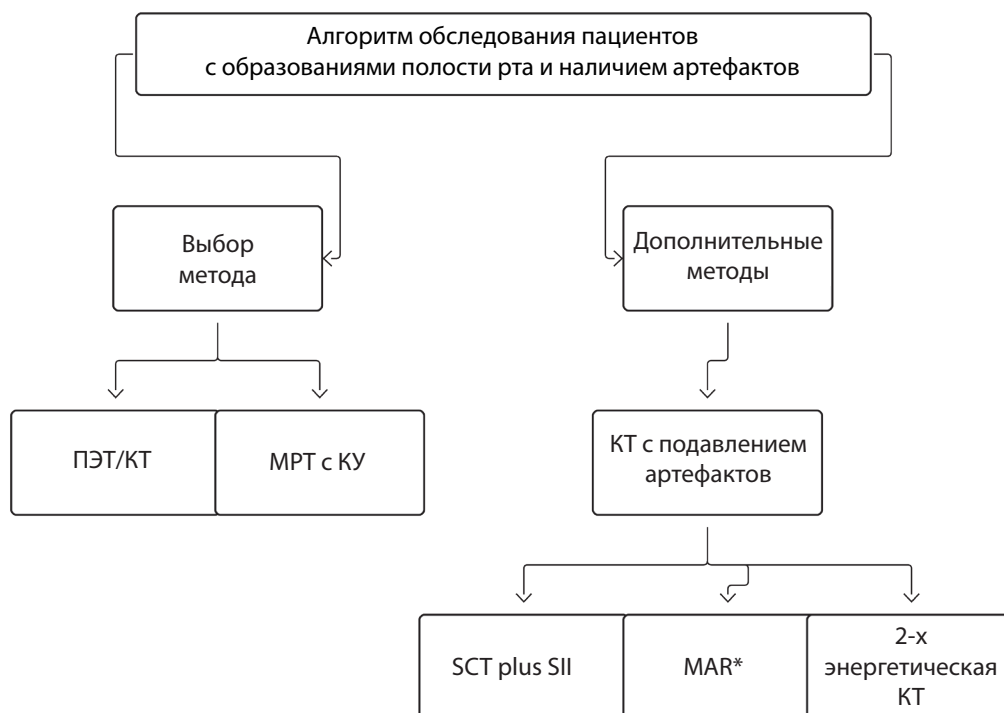 Алгоритм обследования пациентов
с образованиями полости рта и наличием артефактов
Выбор
метода
Дополнительные
методы
ПЭТ/КТ
МРТ с КУ
КТ с подавлением
артефактов
SCT plus SII
MAR*
2-х
энергетическая
КТ